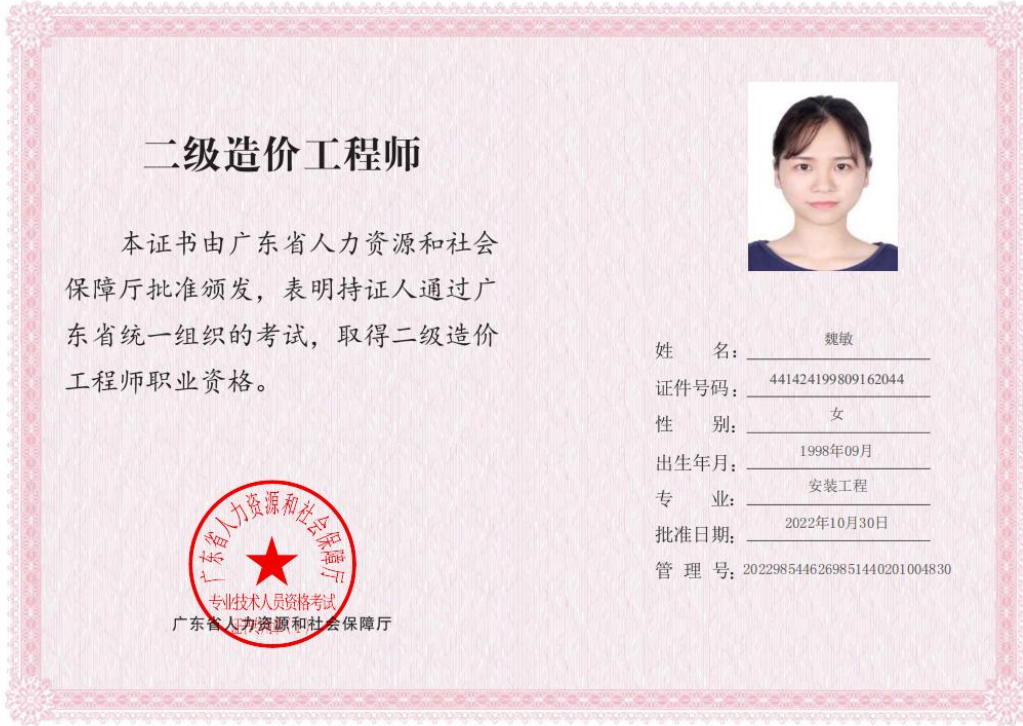 二级造价工程师
本证书由广东省人力资源和社会
保障厅批准颁发，表明持证人通过广
东省统一组织的考试，取得二级造价
工程师职业资格。
广东省人力资源和社会保障厅
专业技术人员资格考试
广东省人力资源和社会保障厅
姓名：魏敏
证件号码：441424199809162044
性别：女
出生年月：1998年09月
专业：安装工程
批准日期：2022年10月30日
管理号：2022985446269851440201004830